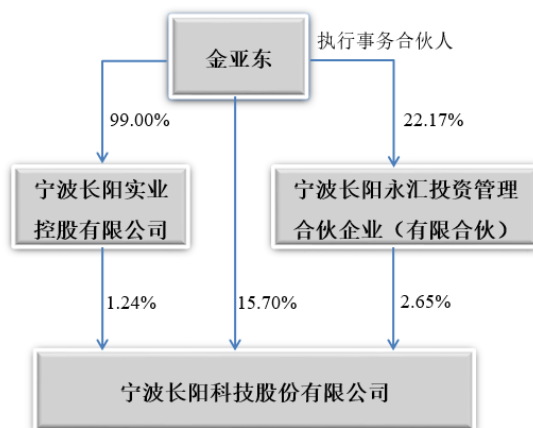 执行事务合伙人
金亚东
99.00%
22.17%
宁波长阳实业
控股有限公司
宁波长阳永汇投资管理
合伙企业（有限合伙）
1.24%
15.70%
2.65%
宁波长阳科技股份有限公司